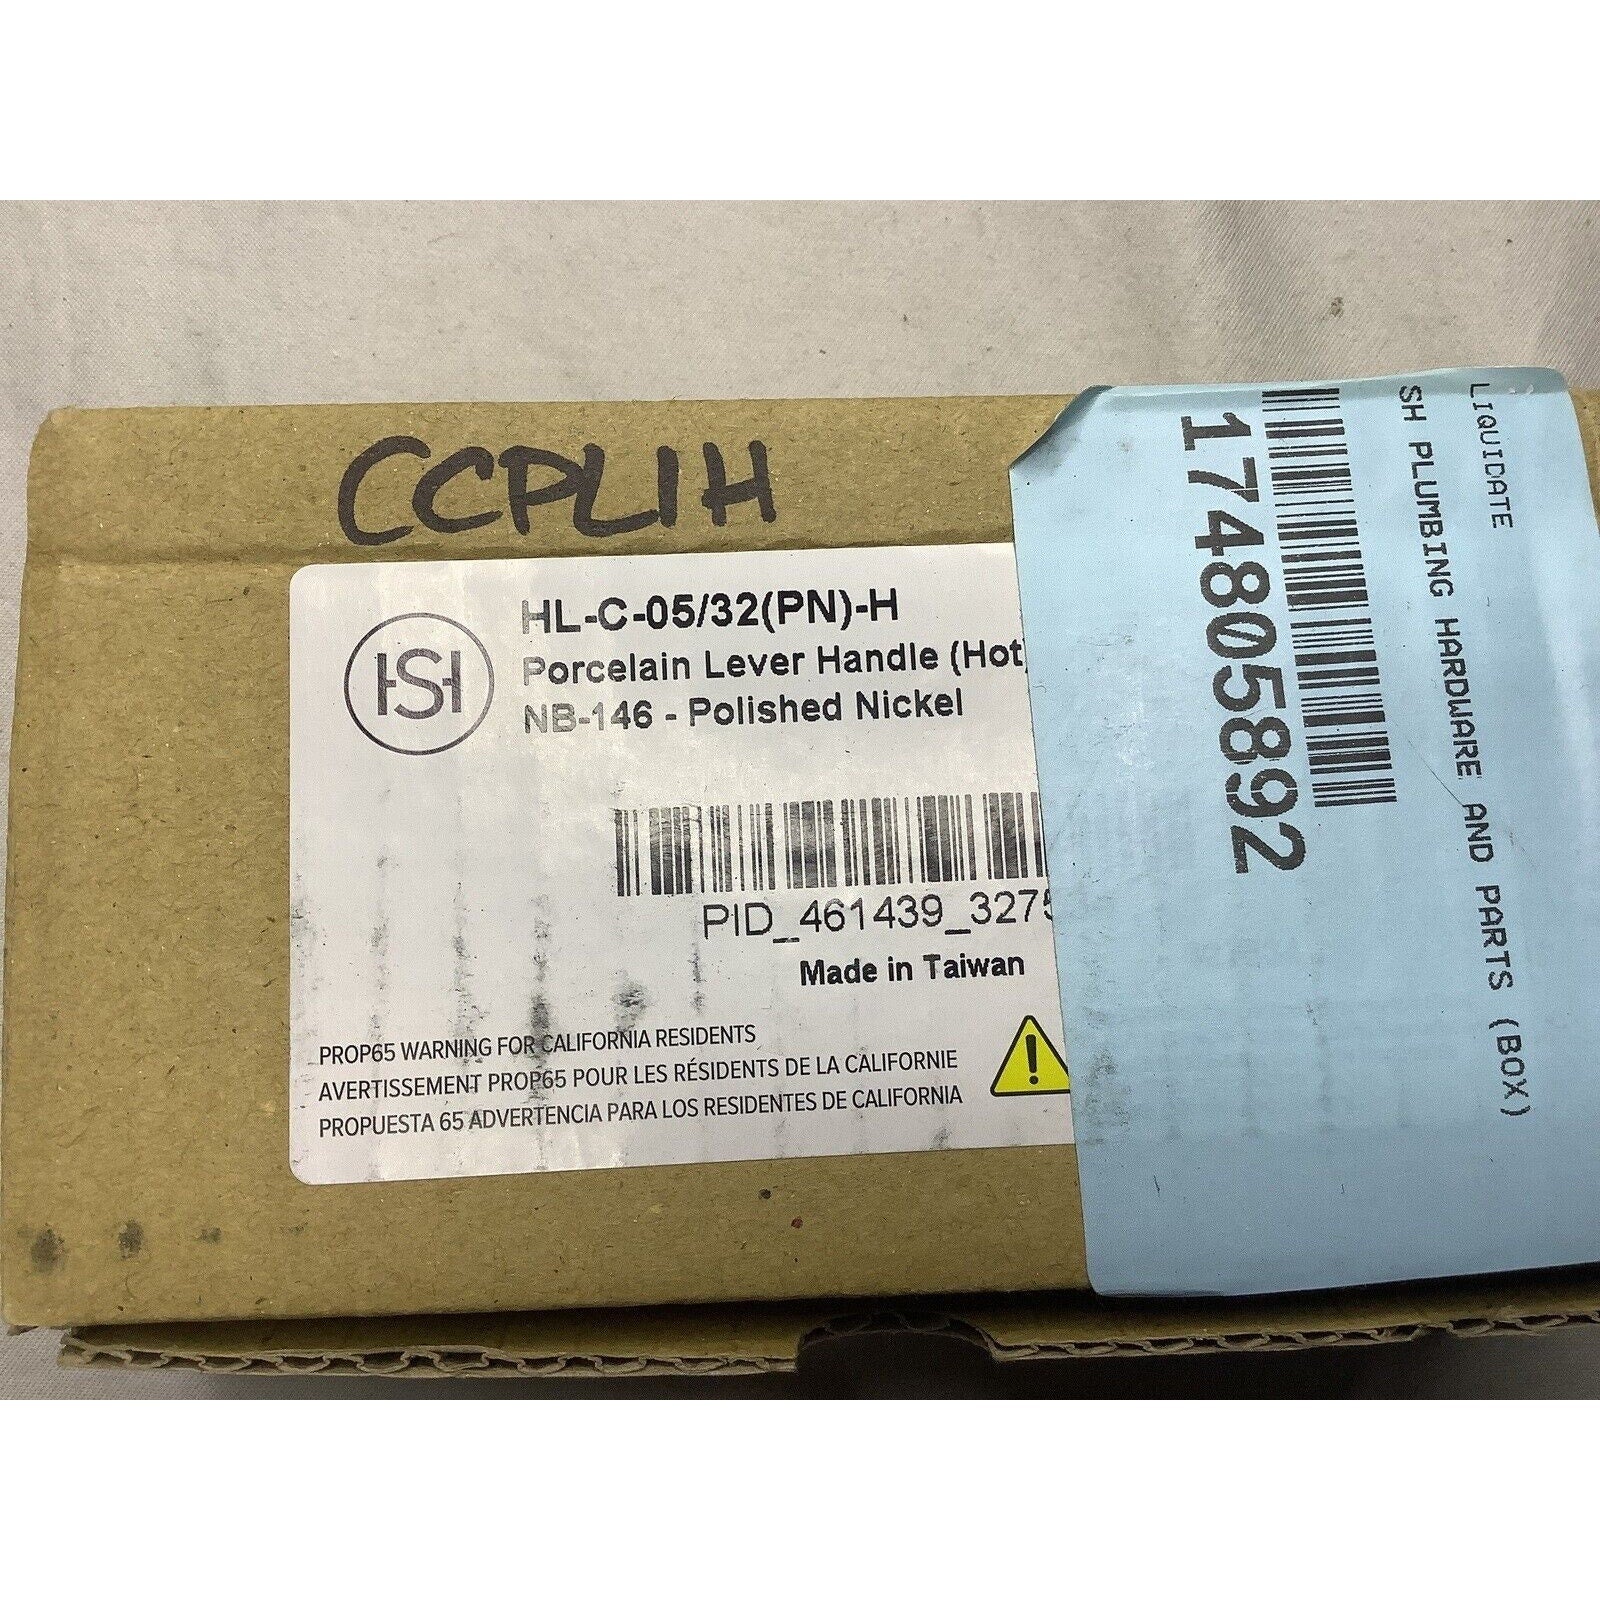 CCPLIH
HSH
HL-C-05/32(PN)-H
Porcelain Lever Handle (Hot)
NB-146 - Polished Nickel
PID_461439_3275
Made in Taiwan
PROP65 WARNING FOR CALIFORNIA RESIDENTS
AVERTISSEMENT PROP65 POUR LES RÉSIDENTS DE LA CALIFORNIE
PROPUESTA 65 ADVERTENCIA PARA LOS RESIDENTES DE CALIFORNIA
!
LIQUIDATE
SH PLUMBING HARDWARE AND PARTS (BOX)
174805892